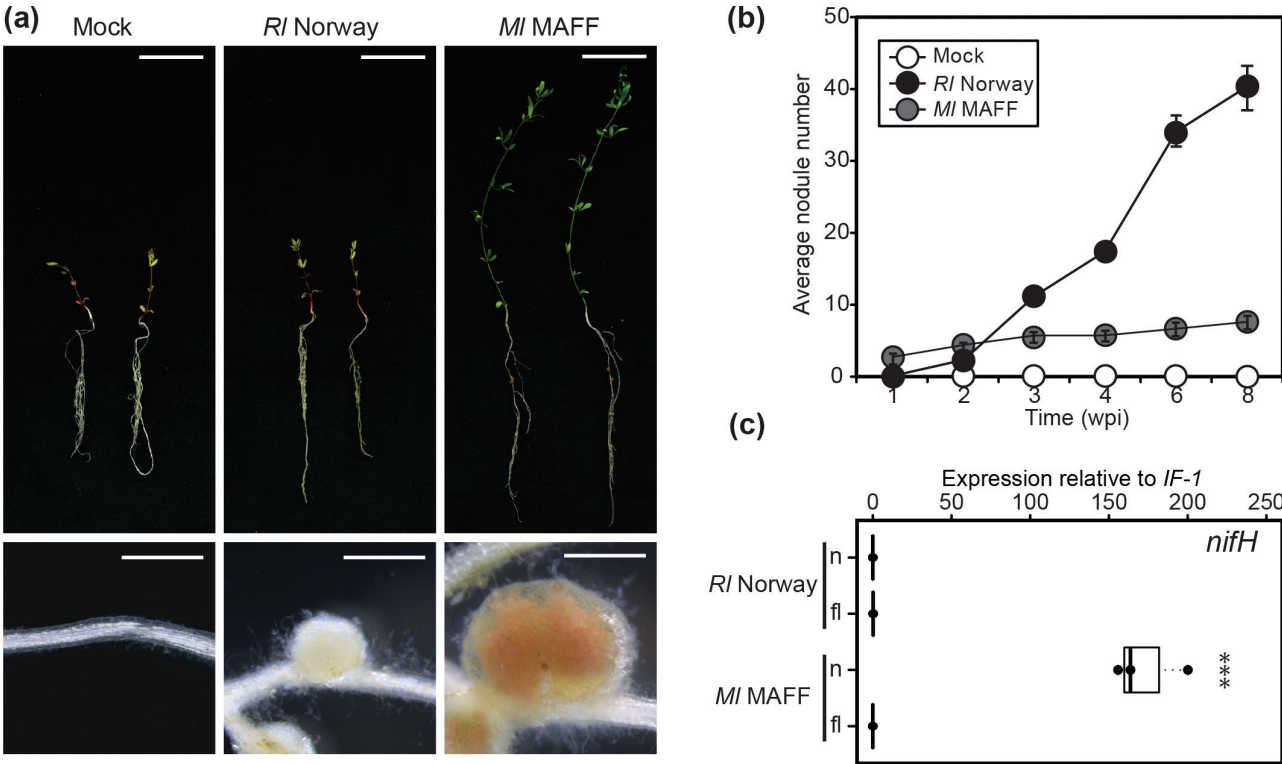 (a)
Mock
Rl Norway
Ml MAFF
(b)
Average nodule number
50
40
30
20
10
0
Mock
Rl Norway
Ml MAFF
1 2 3 4 6 8
Time (wpi)
(c)
Expression relative to IF-1
0 50 100 150 200 250
nifH
Rl Norway
n
fl
Ml MAFF
n
fl
***